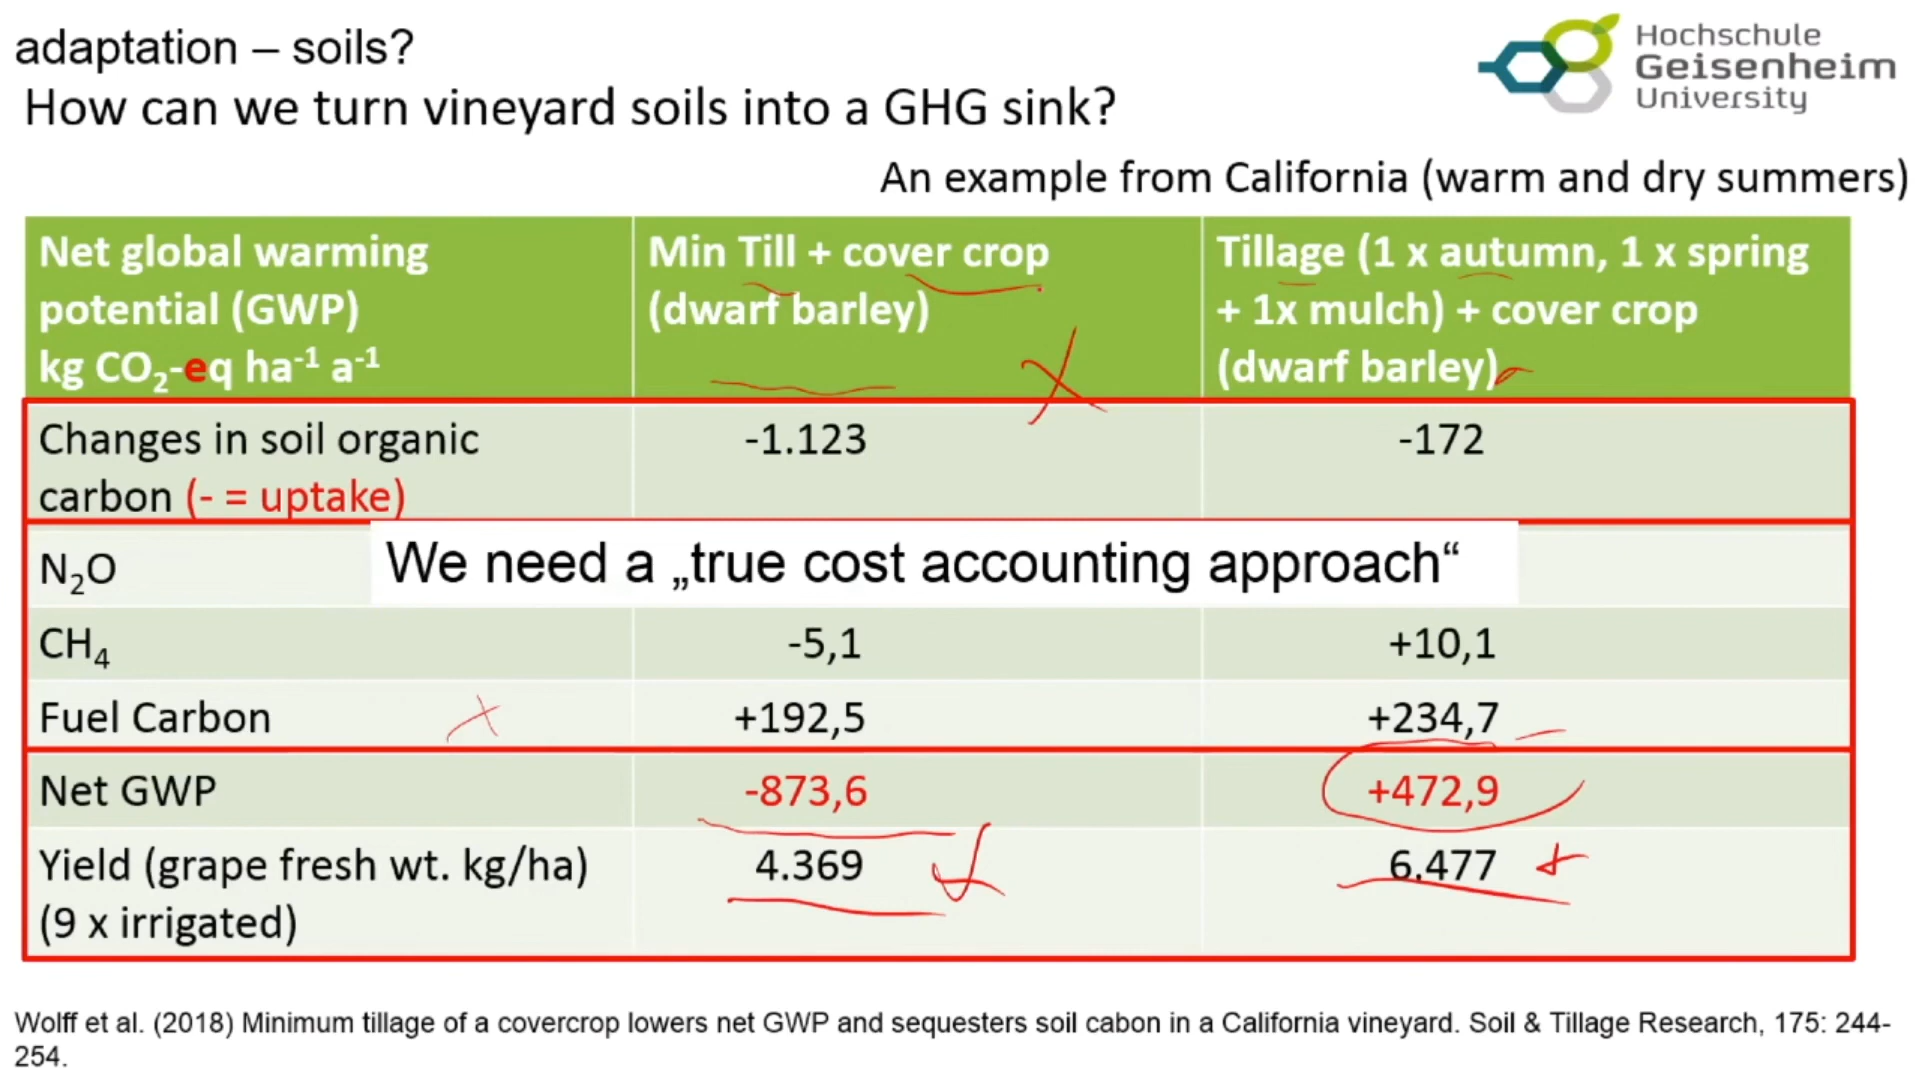 adaptation – soils?
How can we turn vineyard soils into a GHG sink?
Hochschule
Geisenheim
University
An example from California (warm and dry summers)
Net global warming
potential (GWP)
kg CO₂-eq ha⁻¹ a⁻¹
Min Till + cover crop
(dwarf barley)
Tillage (1 x autumn, 1 x spring
+ 1x mulch) + cover crop
(dwarf barley)
Changes in soil organic
carbon (- = uptake)
-1.123
-172
N₂O
We need a „true cost accounting approach“
CH₄
-5,1
+10,1
Fuel Carbon
+192,5
+234,7
Net GWP
-873,6
+472,9
Yield (grape fresh wt. kg/ha)
(9 x irrigated)
4.369
6.477
Wolff et al. (2018) Minimum tillage of a covercrop lowers net GWP and sequesters soil cabon in a California vineyard. Soil & Tillage Research, 175: 244-
254.